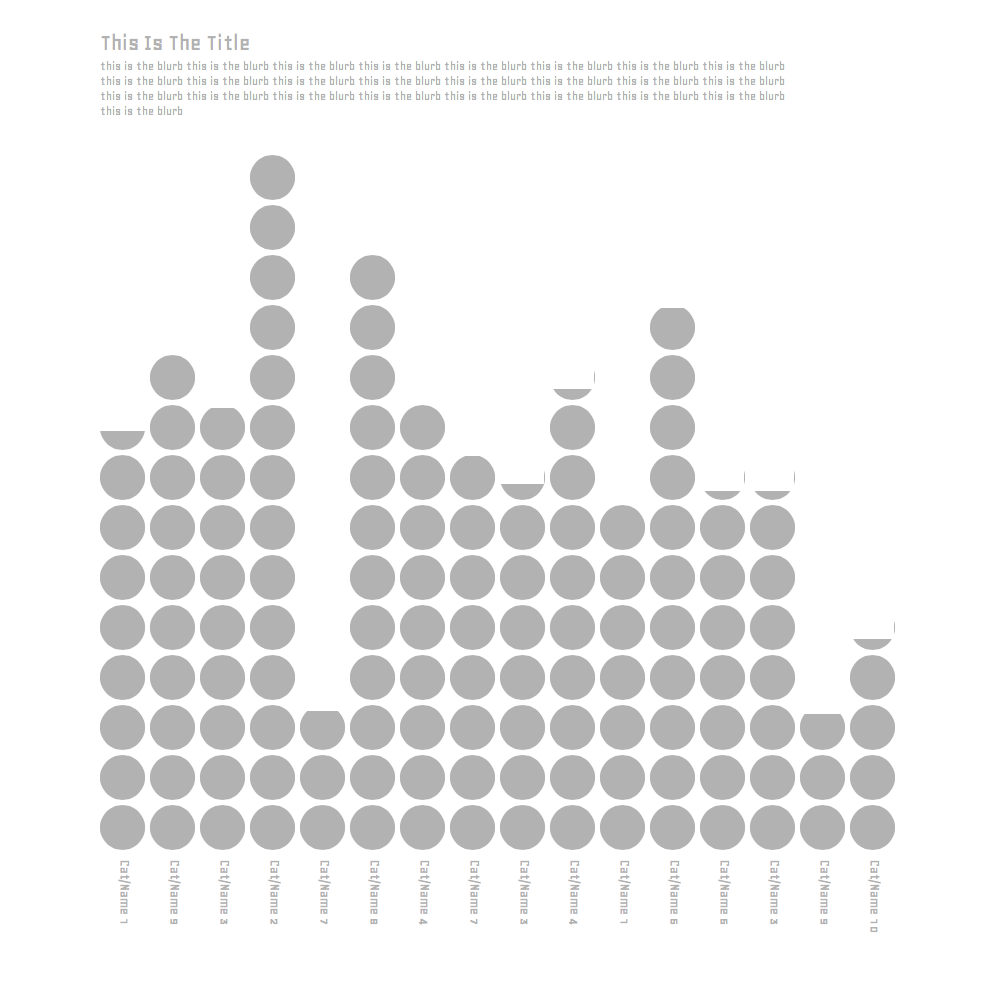 This Is The Title
this is the blurb this is the blurb this is the blurb this is the blurb this is the blurb this is the blurb this is the blurb this is the blurb
this is the blurb this is the blurb this is the blurb this is the blurb this is the blurb this is the blurb this is the blurb this is the blurb
this is the blurb this is the blurb this is the blurb this is the blurb this is the blurb this is the blurb this is the blurb this is the blurb
this is the blurb
Cat/Name 1
Cat/Name 9
Cat/Name 3
Cat/Name 2
Cat/Name 7
Cat/Name 8
Cat/Name 4
Cat/Name 7
Cat/Name 3
Cat/Name 4
Cat/Name 1
Cat/Name 6
Cat/Name 6
Cat/Name 3
Cat/Name 9
Cat/Name 10